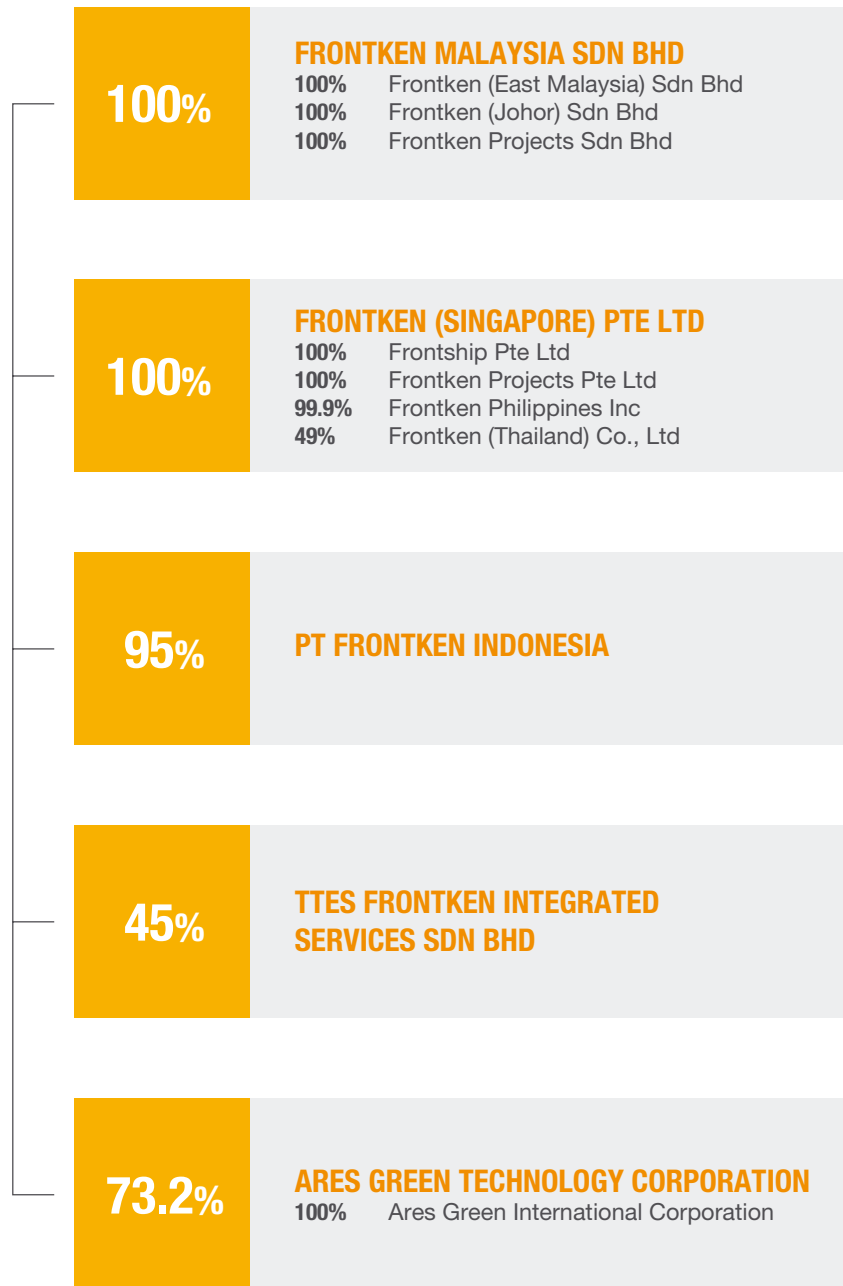 100%
FRONTKEN MALAYSIA SDN BHD
100% Frontken (East Malaysia) Sdn Bhd
100% Frontken (Johor) Sdn Bhd
100% Frontken Projects Sdn Bhd
100%
FRONTKEN (SINGAPORE) PTE LTD
100% Frontship Pte Ltd
100% Frontken Projects Pte Ltd
99.9% Frontken Philippines Inc
49% Frontken (Thailand) Co., Ltd
95%
PT FRONTKEN INDONESIA
45%
TTES FRONTKEN INTEGRATED
SERVICES SDN BHD
73.2%
ARES GREEN TECHNOLOGY CORPORATION
100% Ares Green International Corporation